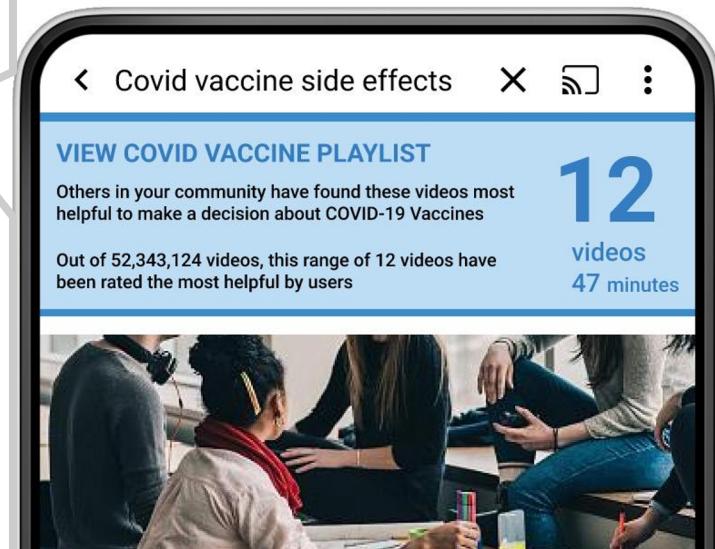 Covid vaccine side effects
VIEW COVID VACCINE PLAYLIST
Others in your community have found these videos most
helpful to make a decision about COVID-19 Vaccines
Out of 52,343,124 videos, this range of 12 videos have
been rated the most helpful by users
12
videos
47 minutes